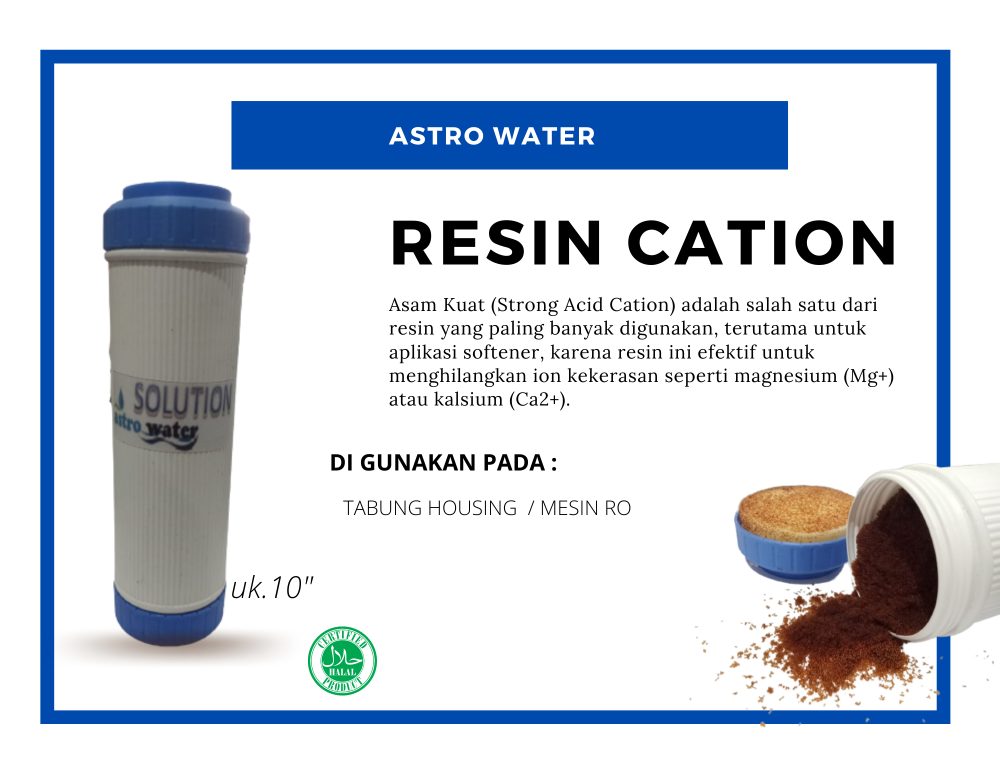 ASTRO WATER
RESIN CATION
Asam Kuat (Strong Acid Cation) adalah salah satu dari
resin yang paling banyak digunakan, terutama untuk
aplikasi softener, karena resin ini efektif untuk
menghilangkan ion kekerasan seperti magnesium (Mg+)
atau kalsium (Ca2+).
SOLUTION
astro water
DI GUNAKAN PADA :
TABUNG HOUSING / MESIN RO
uk.10"
CERTIFIED
حلال
HALAL
PRODUCT